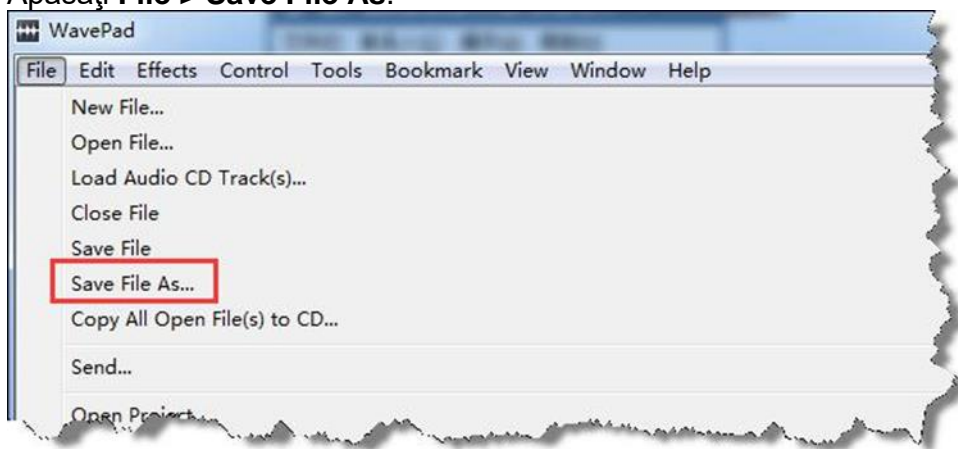 Apăsaţi File > Save File As.
WavePad
File Edit Effects Control Tools Bookmark View Window Help
New File...
Open File...
Load Audio CD Track(s)...
Close File
Save File
Save File As...
Copy All Open File(s) to CD...
Send...
Open Project...